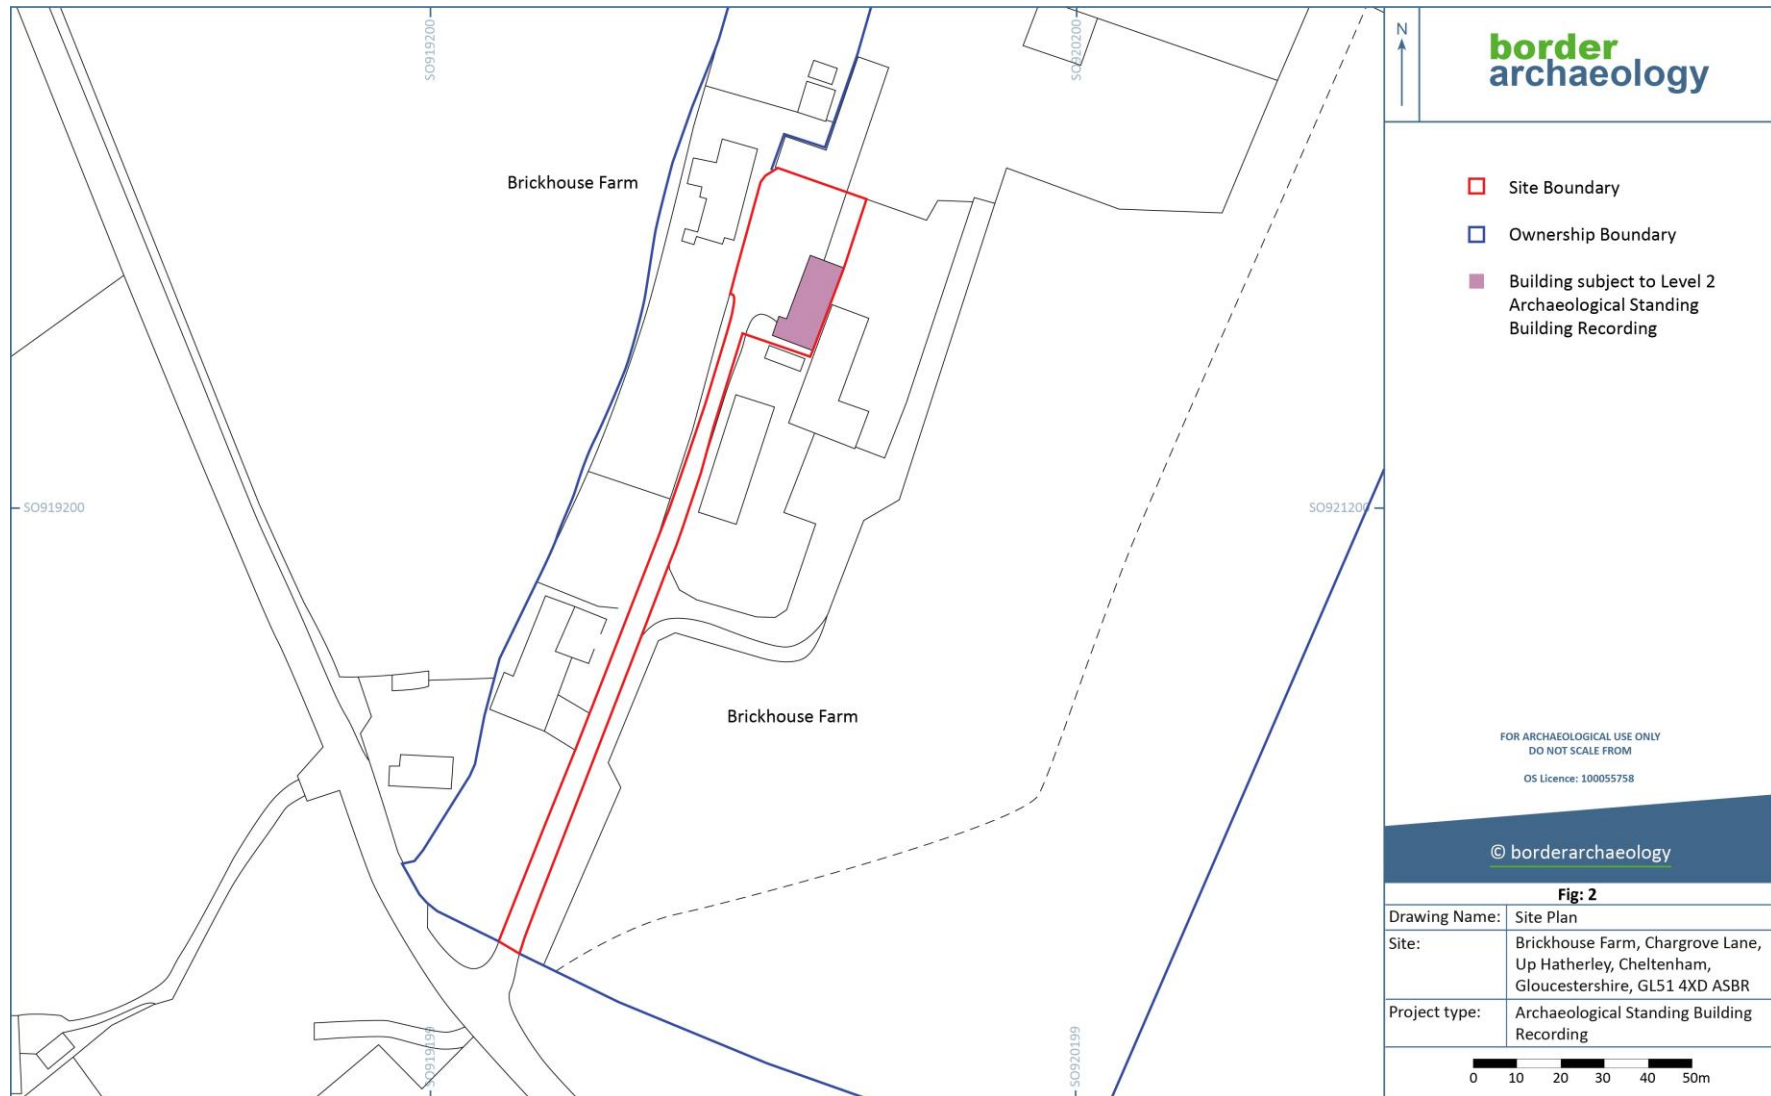 SO919200
SO920200
N
border
archaeology
Brickhouse Farm
Site Boundary
Ownership Boundary
Building subject to Level 2
Archaeological Standing
Building Recording
SO919200
SO921200
Brickhouse Farm
FOR ARCHAEOLOGICAL USE ONLY
DO NOT SCALE FROM
OS Licence: 100055758
© borderarchaeology
Fig: 2
Drawing Name: Site Plan
Site: Brickhouse Farm, Chargrove Lane,
Up Hatherley, Cheltenham,
Gloucestershire, GL51 4XD ASBR
Project type: Archaeological Standing Building
Recording
SO919199
SO920199
0 10 20 30 40 50m